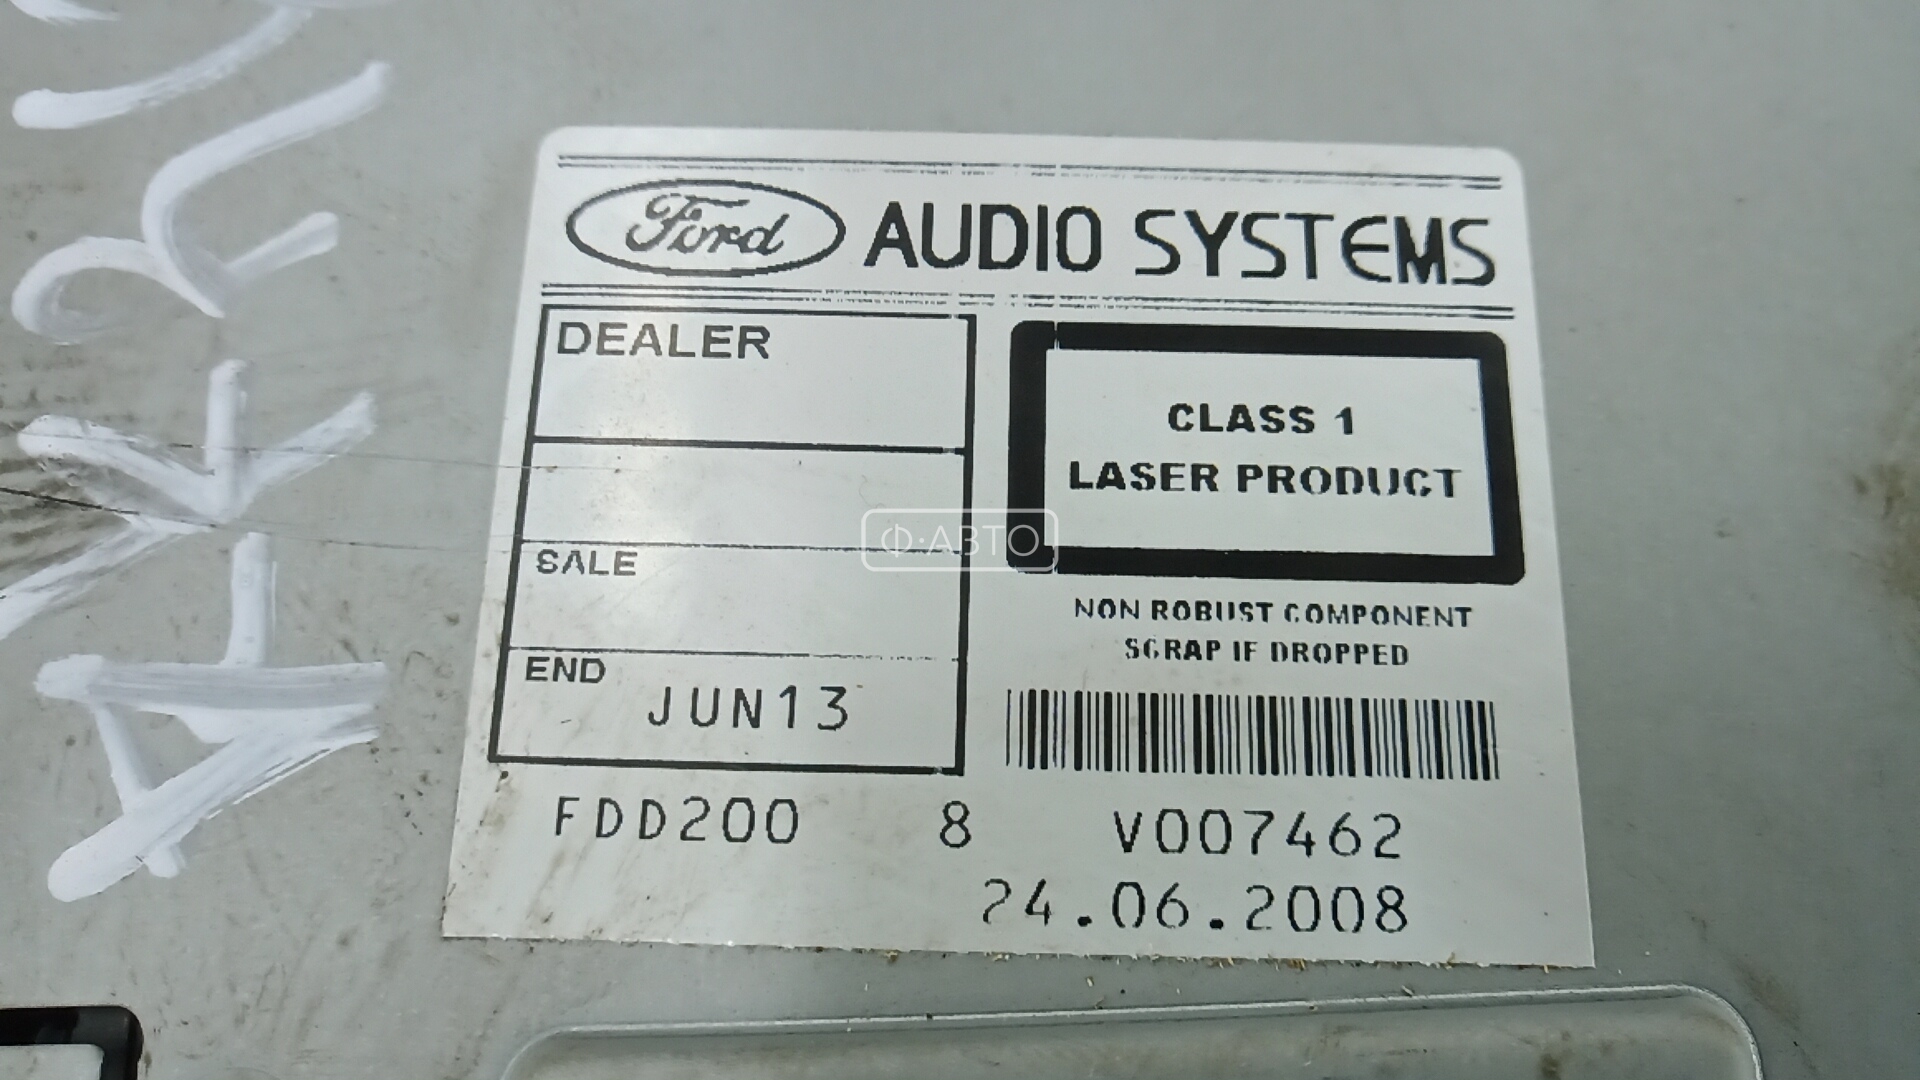 Ford AUDIO SYSTEMS
DEALER
SALE
END
JUN13
CLASS 1
LASER PRODUCT
NON ROBUST COMPONENT
SCRAP IF DROPPED
FDD200 8 V007462
24.06.2008
Ф·АВТО